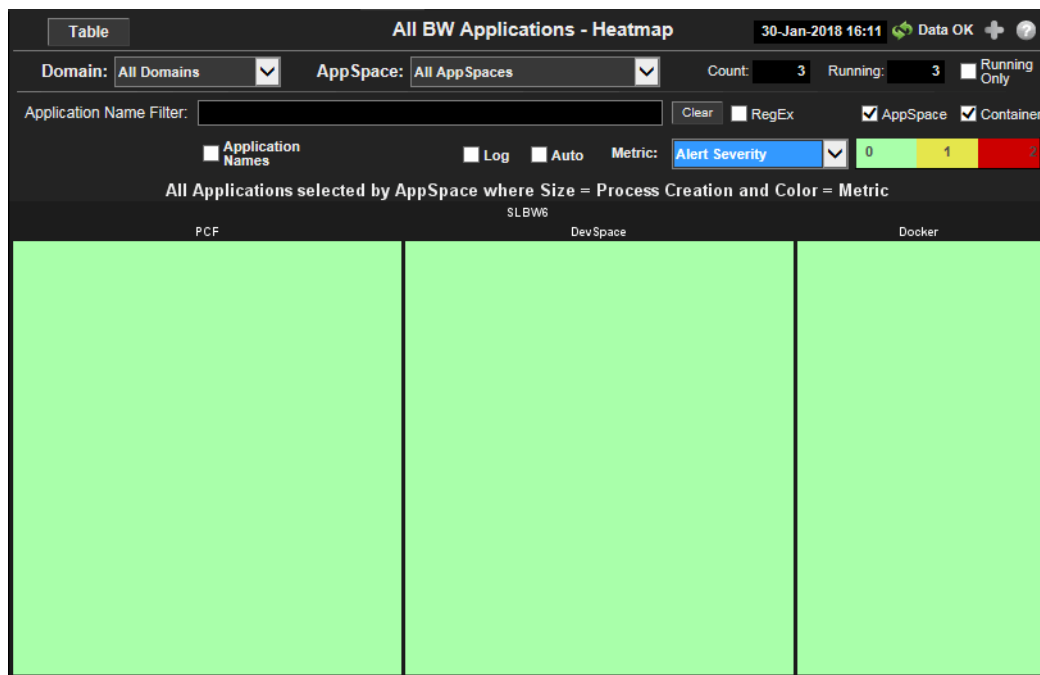 Table All BW Applications - Heatmap 30-Jan-2018 16:11 Data OK ?
Domain: All Domains AppSpace: All AppSpaces Count: 3 Running: 3 Running Only
Application Name Filter: Clear RegEx AppSpace Container
Application Names Log Auto Metric: Alert Severity 0 1 2
All Applications selected by AppSpace where Size = Process Creation and Color = Metric
SLBW6
PCF DevSpace Docker